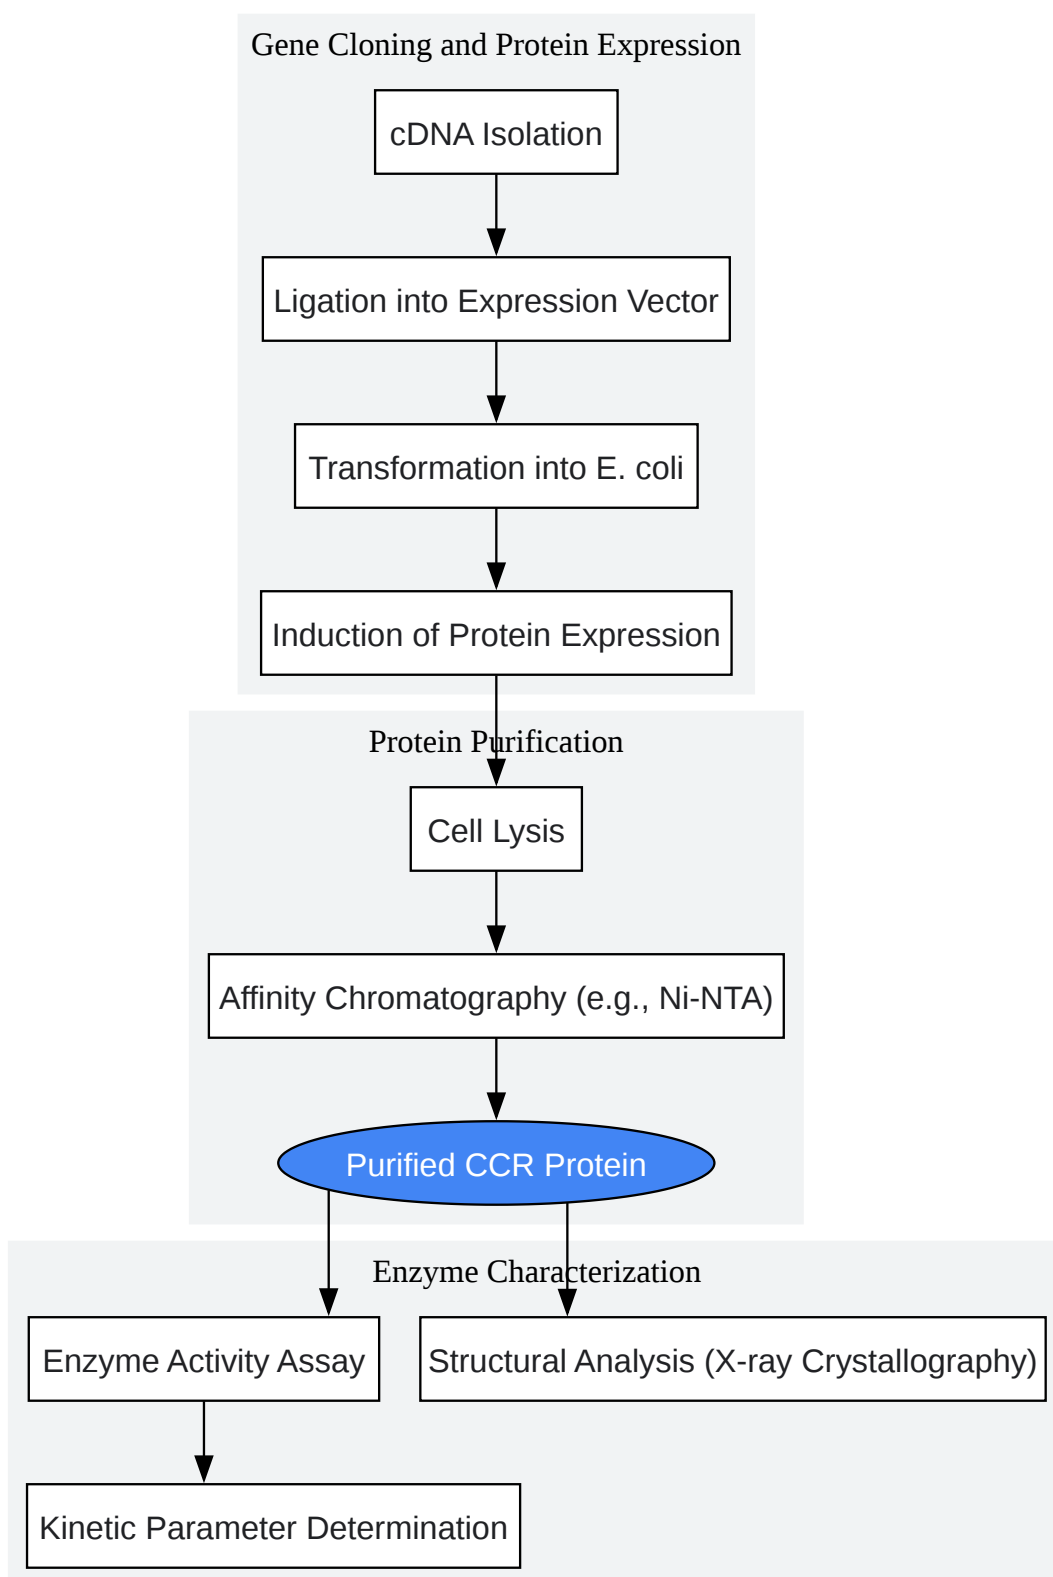 Gene Cloning and Protein Expression
cDNA Isolation
Ligation into Expression Vector
Transformation into E. coli
Induction of Protein Expression
Protein Purification
Cell Lysis
Affinity Chromatography (e.g., Ni-NTA)
Purified CCR Protein
Enzyme Characterization
Enzyme Activity Assay
Structural Analysis (X-ray Crystallography)
Kinetic Parameter Determination